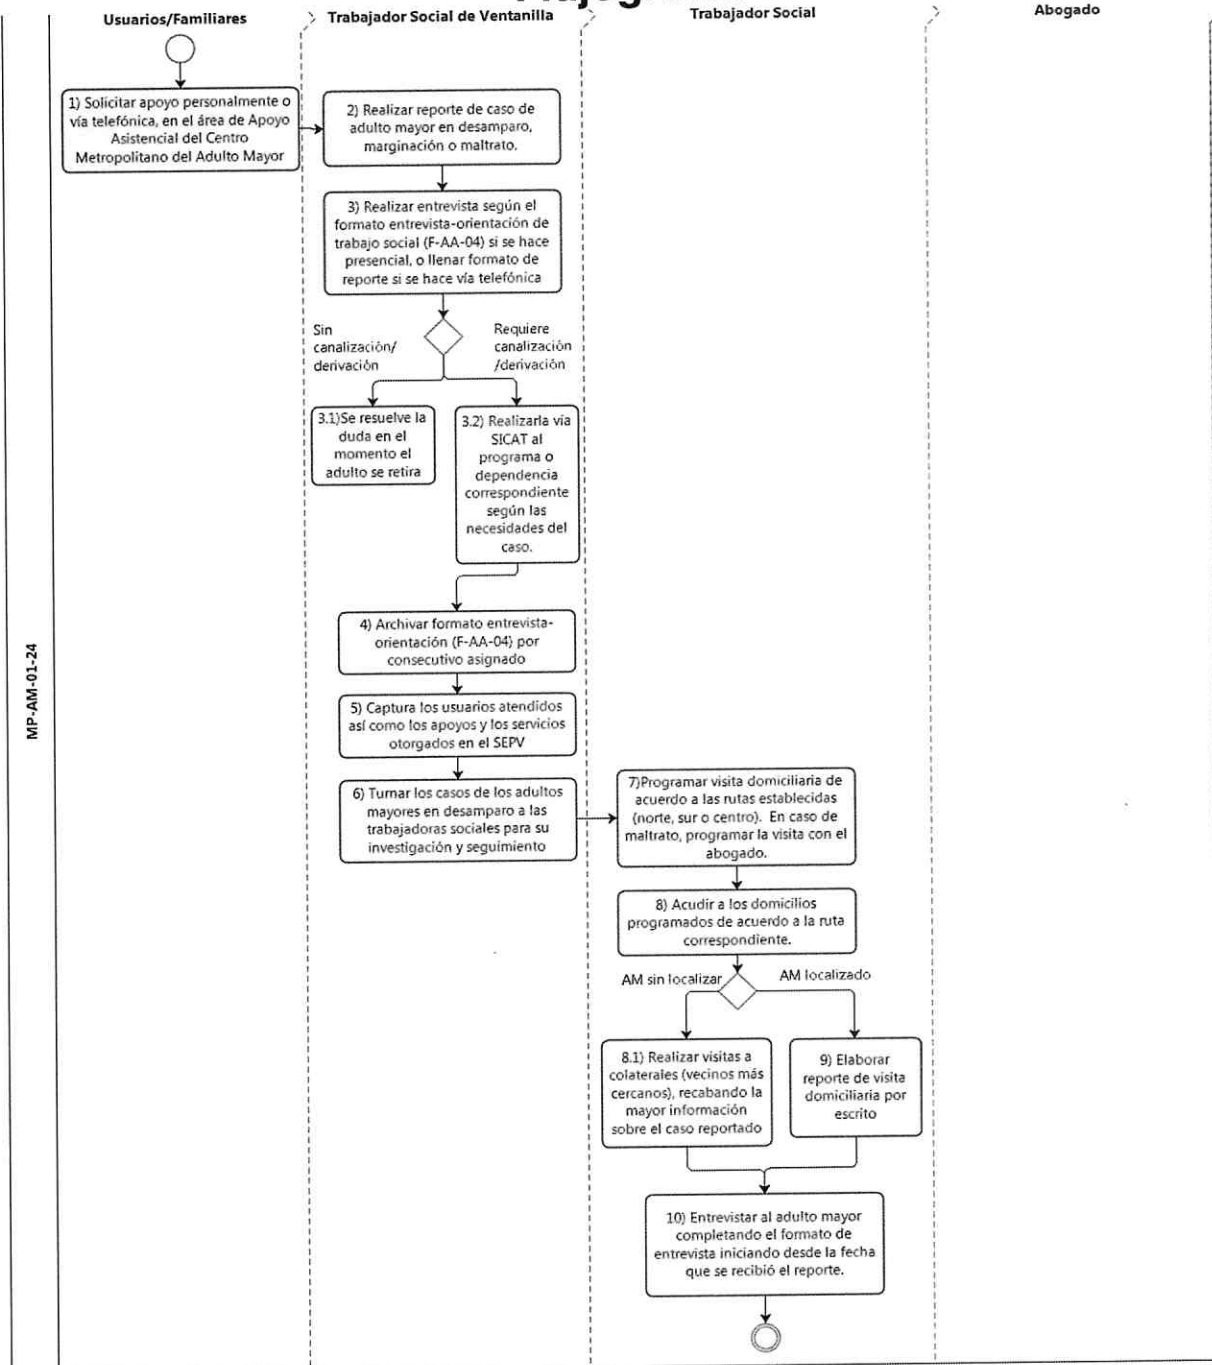 Usuarios/Familiares
Trabajador Social de Ventanilla
Trabajador Social
Abogado
MP-AM-01-24
1) Solicitar apoyo personalmente o
vía telefónica, en el área de Apoyo
Asistencial del Centro
Metropolitano del Adulto Mayor
2) Realizar reporte de caso de
adulto mayor en desamparo,
marginación o maltrato.
3) Realizar entrevista según el
formato entrevista-orientación de
trabajo social (F-AA-04) si se hace
presencial, o llenar formato de
reporte si se hace vía telefónica
Sin
canalización/
derivación
Requiere
canalización
/derivación
3.1)Se resuelve la
duda en el
momento el
adulto se retira
3.2) Realizarla vía
SICAT al
programa o
dependencia
correspondiente
según las
necesidades del
caso.
4) Archivar formato entrevista-
orientación (F-AA-04) por
consecutivo asignado
5) Captura los usuarios atendidos
así como los apoyos y los servicios
otorgados en el SEPV
6) Turnar los casos de los adultos
mayores en desamparo a las
trabajadoras sociales para su
investigación y seguimiento
7)Programar visita domiciliaria de
acuerdo a las rutas establecidas
(norte, sur o centro). En caso de
maltrato, programar la visita con el
abogado.
8) Acudir a los domicilios
programados de acuerdo a la ruta
correspondiente.
AM sin localizar
AM localizado
8.1) Realizar visitas a
colaterales (vecinos más
cercanos), recabando la
mayor información
sobre el caso reportado
9) Elaborar
reporte de visita
domiciliaria por
escrito
10) Entrevistar al adulto mayor
completando el formato de
entrevista iniciando desde la fecha
que se recibió el reporte.